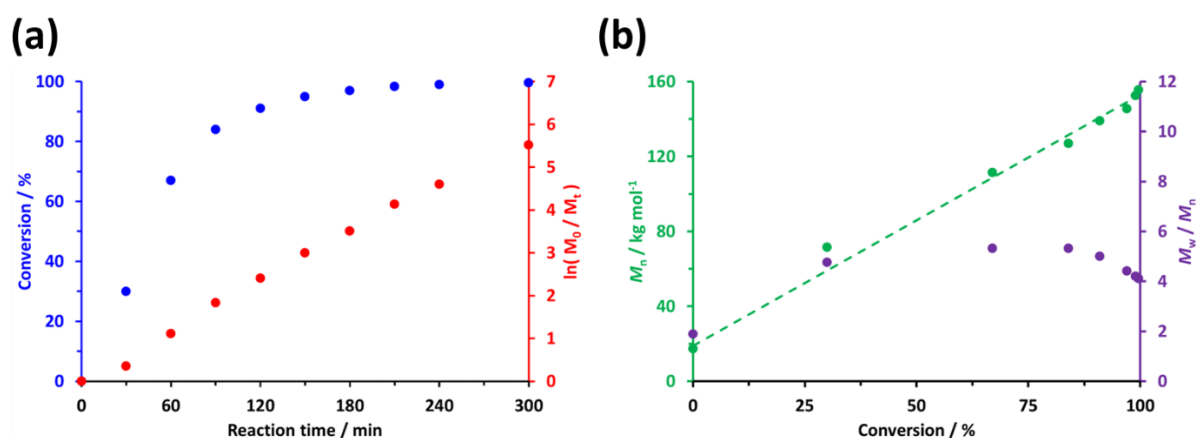 (a)
100
80
60
40
20
0
Conversion / %
7
6
5
4
3
2
1
0
ln( M₀ / Mₜ )
0 60 120 180 240 300
Reaction time / min
(b)
160
120
80
40
0
Mₙ / kg mol⁻¹
12
10
8
6
4
2
0
M_w / Mₙ
0 25 50 75 100
Conversion / %